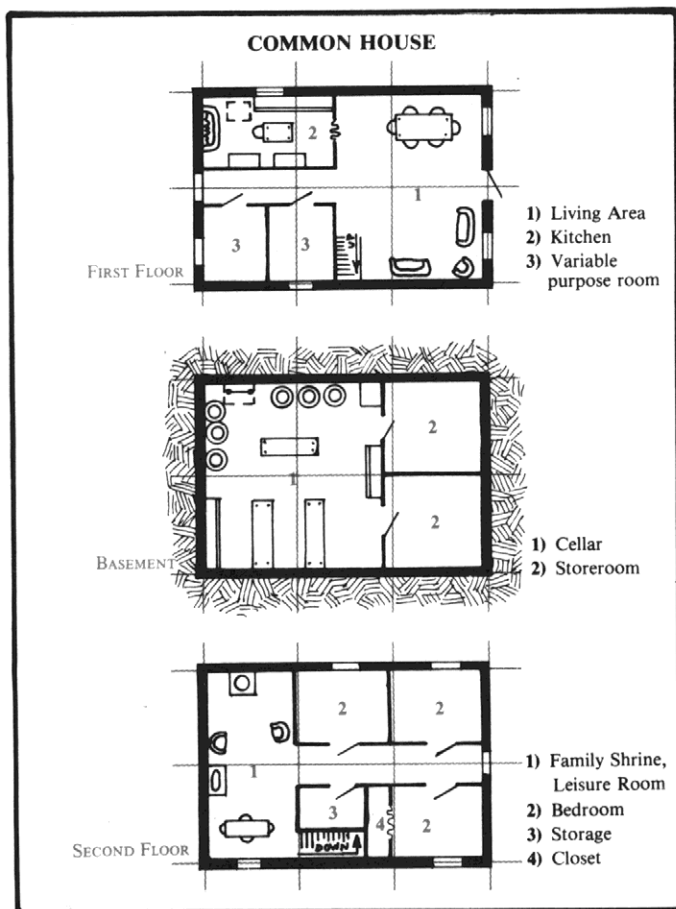 COMMON HOUSE
2
1
3
3
UP
FIRST FLOOR
1) Living Area
2) Kitchen
3) Variable
purpose room
2
1
2
BASEMENT
1) Cellar
2) Storeroom
2
2
1
3
4
2
DOWN
SECOND FLOOR
1) Family Shrine,
Leisure Room
2) Bedroom
3) Storage
4) Closet